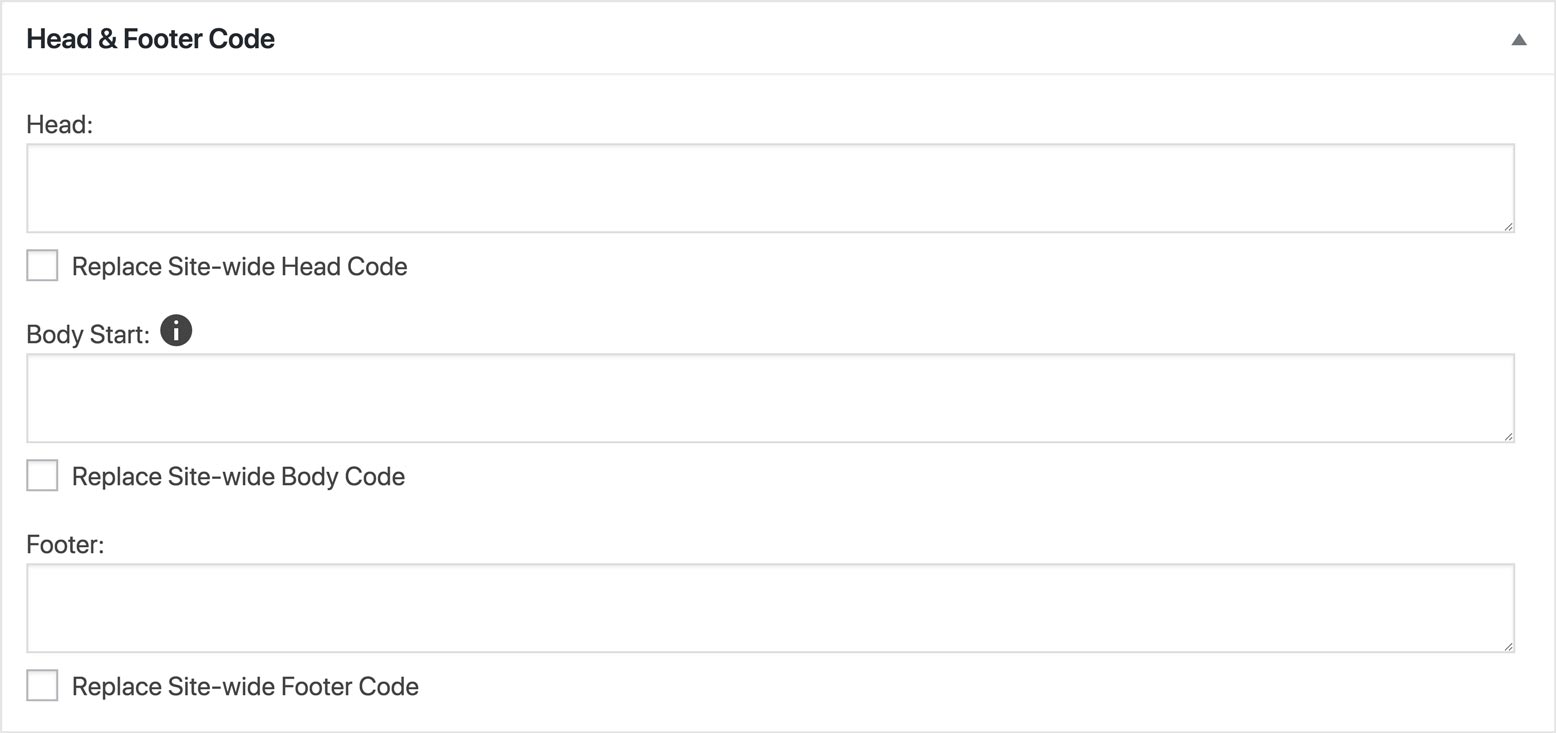 Head & Footer Code
Head:
Replace Site-wide Head Code
Body Start:
Replace Site-wide Body Code
Footer:
Replace Site-wide Footer Code